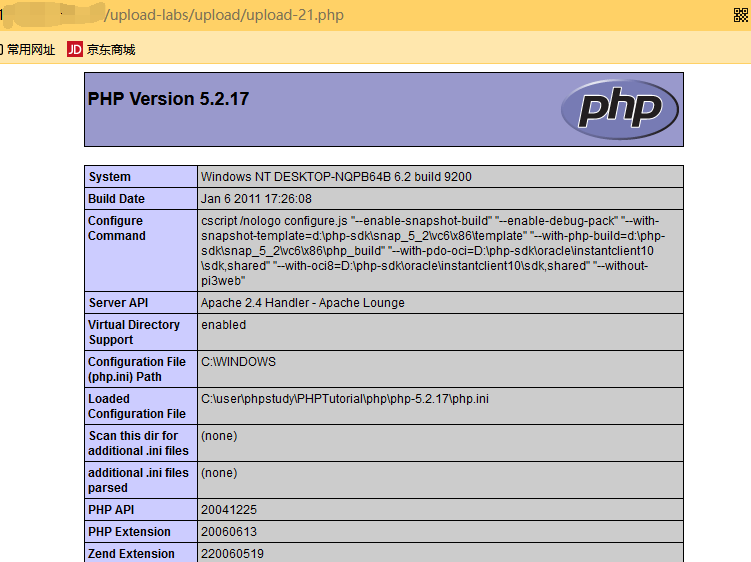 /upload-labs/upload/upload-21.php
常用网址 JD 京东商城
PHP Version 5.2.17
php
System Windows NT DESKTOP-NQPB64B 6.2 build 9200
Build Date Jan 6 2011 17:26:08
Configure Command cscript /nologo configure.js "--enable-snapshot-build" "--enable-debug-pack" "--with-
snapshot-template=d:\php-sdk\snap_5_2\vc6\x86\template" "--with-php-build=d:\php-
sdk\snap_5_2\vc6\x86\php_build" "--with-pdo-oci=D:\php-sdk\oracle\instantclient10
\sdk,shared" "--with-oci8=D:\php-sdk\oracle\instantclient10\sdk,shared" "--without-
pi3web"
Server API Apache 2.4 Handler - Apache Lounge
Virtual Directory
Support enabled
Configuration File
(php.ini) Path C:\WINDOWS
Loaded
Configuration File C:\user\phpstudy\PHPTutorial\php\php-5.2.17\php.ini
Scan this dir for
additional .ini files (none)
additional .ini files
parsed (none)
PHP API 20041225
PHP Extension 20060613
Zend Extension 220060519